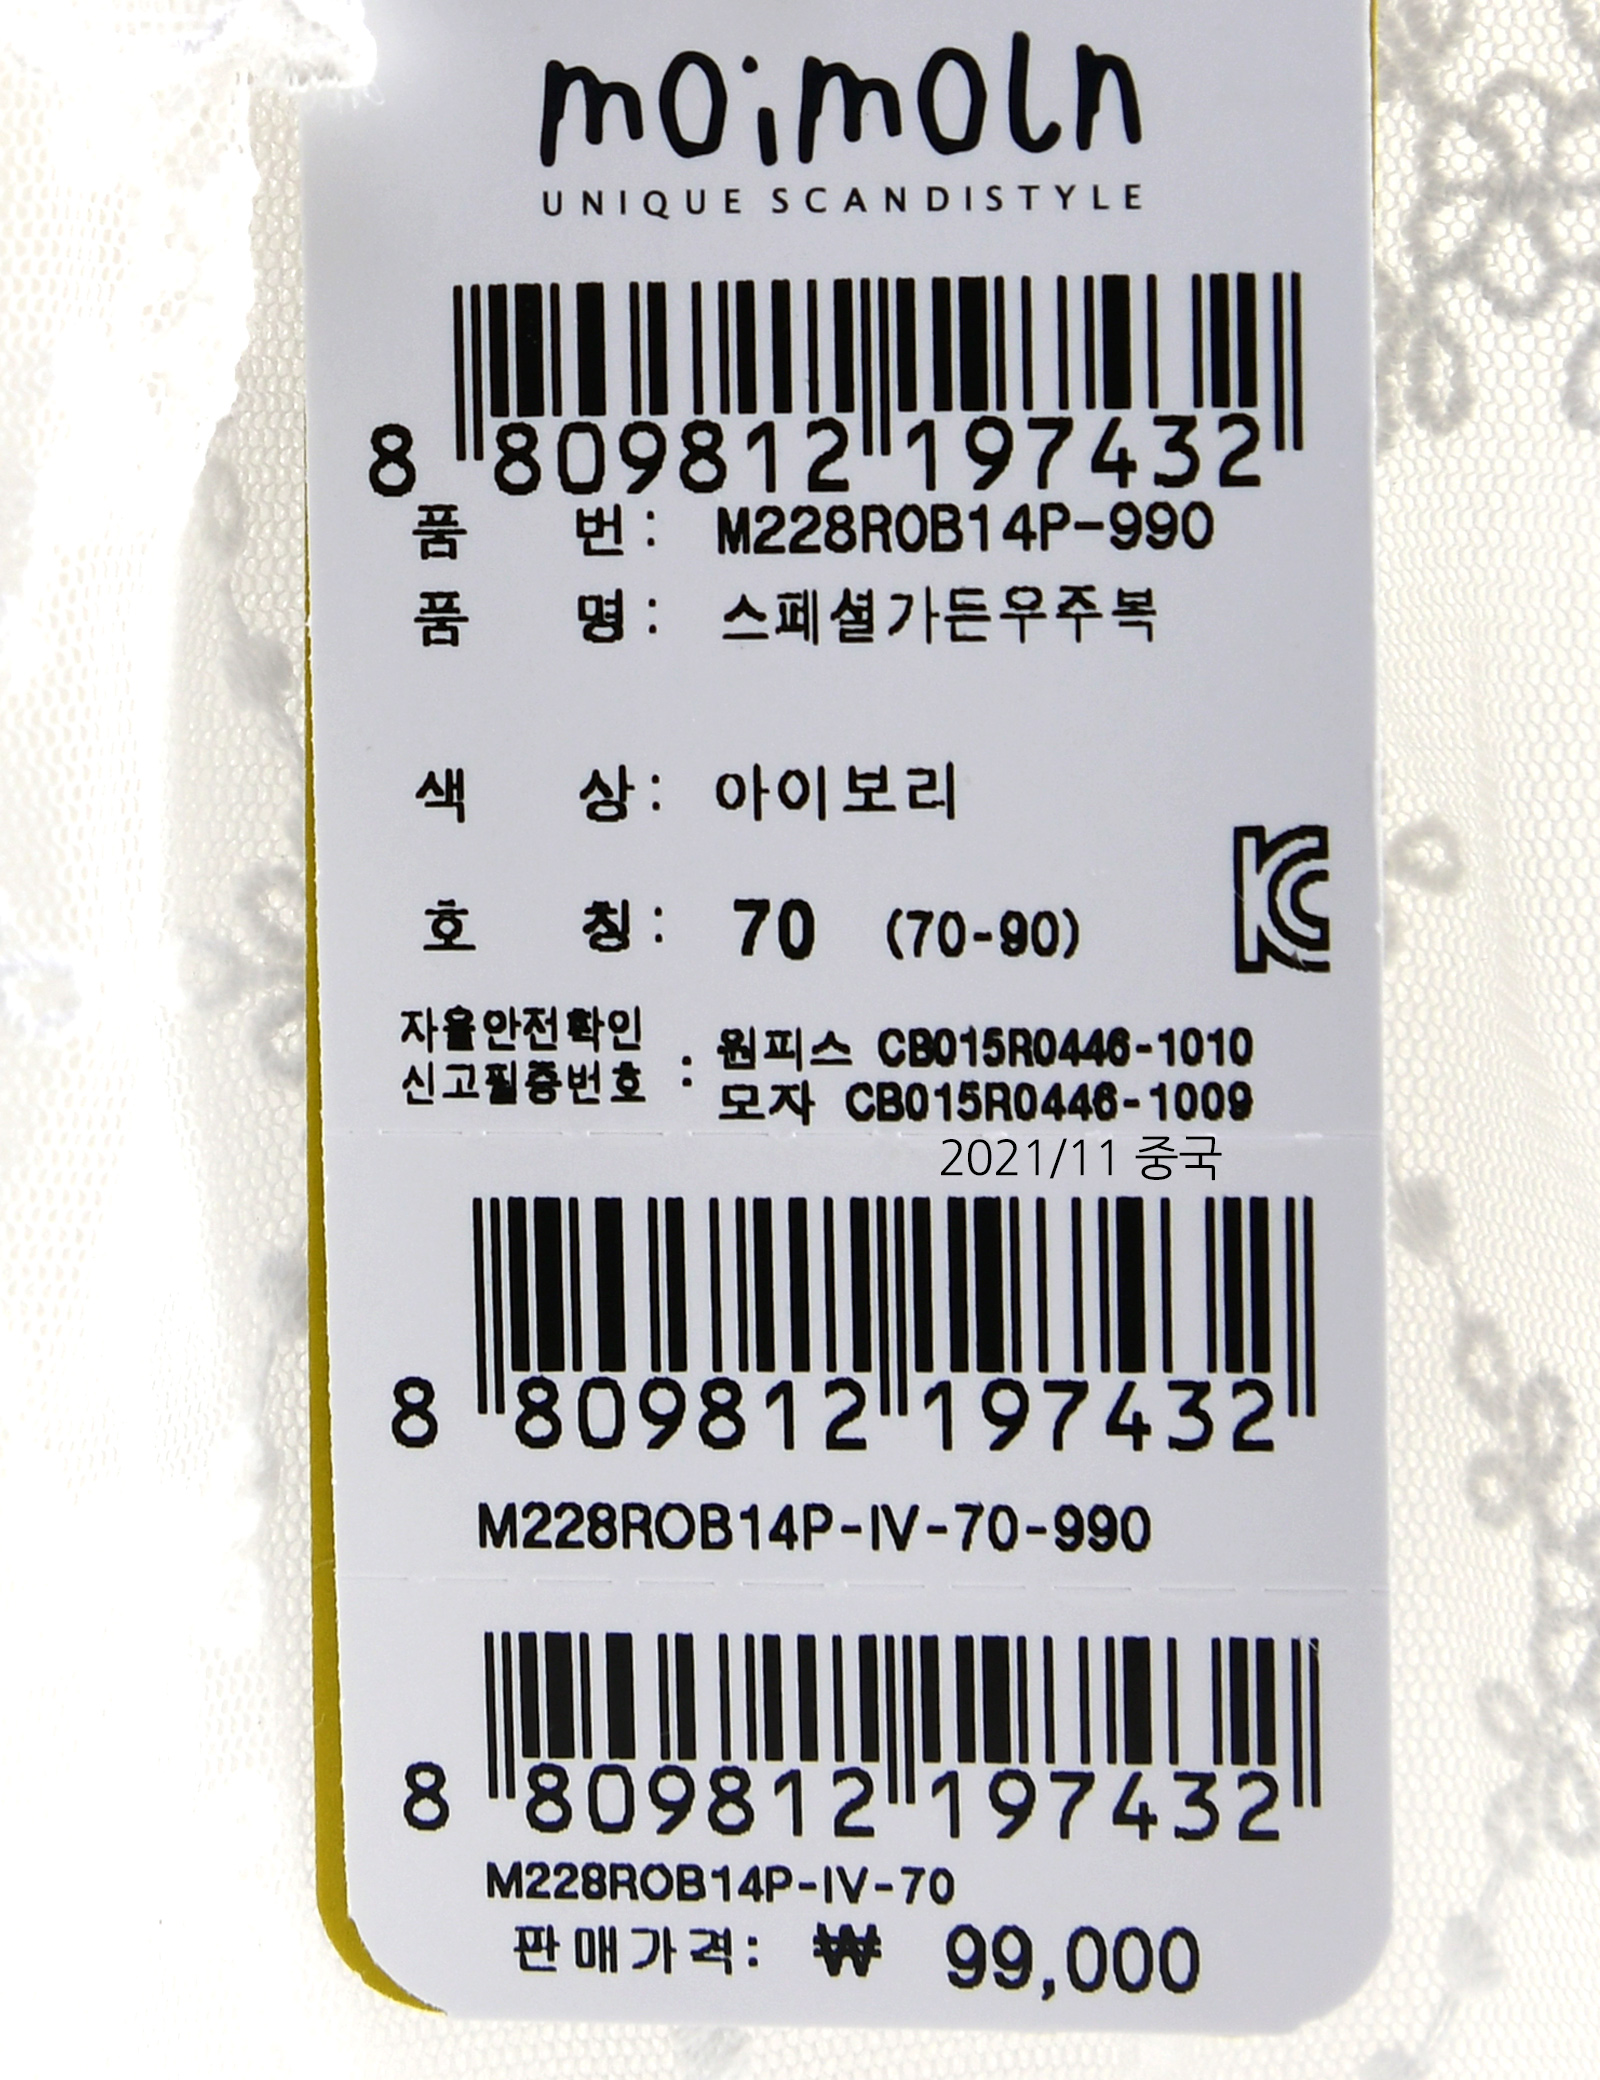 moimoln
UNIQUE SCANDISTYLE
8 809812 197432
품 번: M228ROB14P-990
품 명: 스페셜가든우주복
색 상: 아이보리
호 칭: 70 (70-90)
자율안전확인
신고필증번호 : 원피스 CB015R0446-1010
모자 CB015R0446-1009
2021/11 중국
8 809812 197432
M228ROB14P-IV-70-990
8 809812 197432
M228ROB14P-IV-70
판매가격: ₩ 99,000